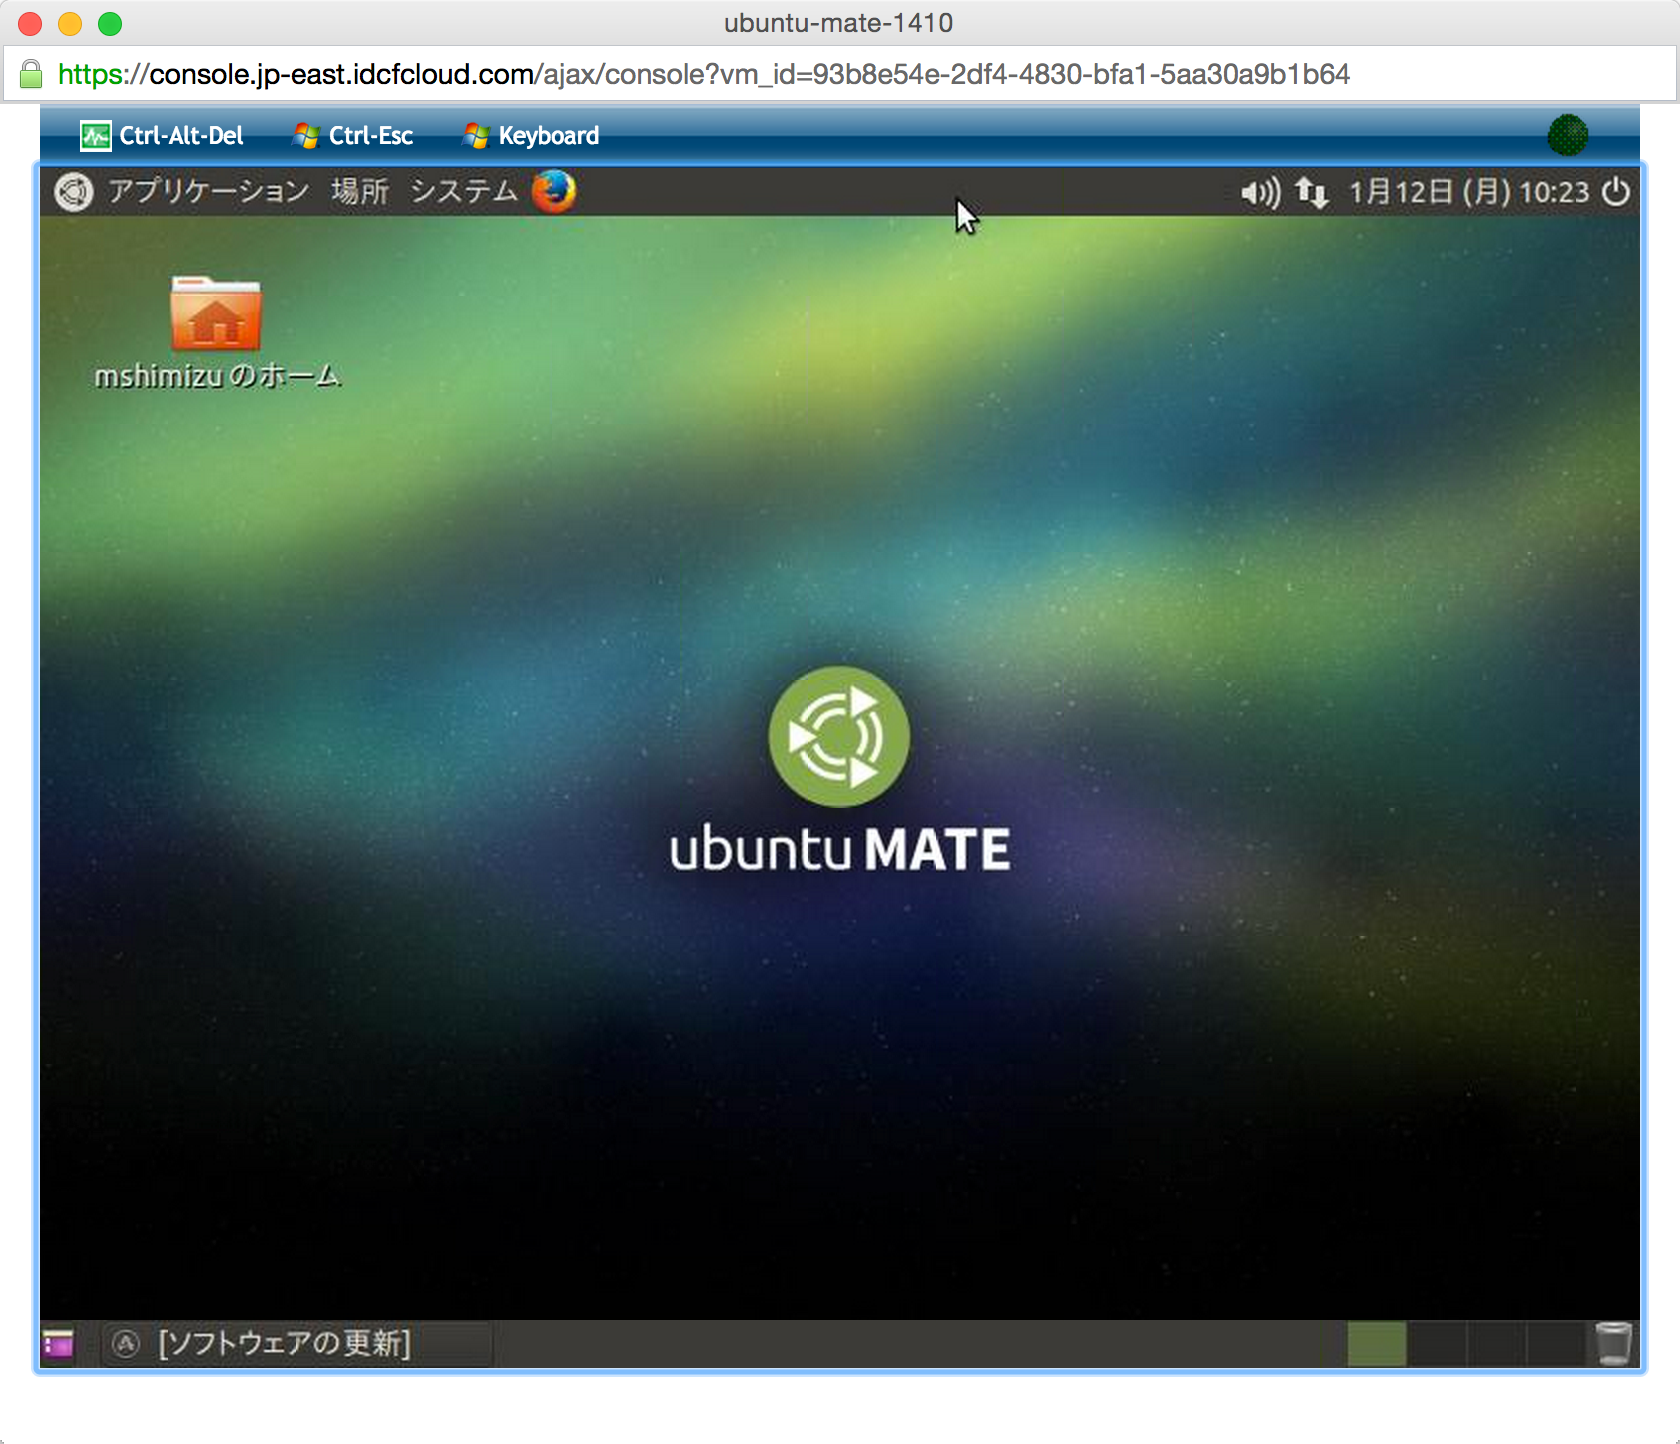 ubuntu-mate-1410
https://console.jp-east.idcfcloud.com/ajax/console?vm_id=93b8e54e-2df4-4830-bfa1-5aa30a9b1b64
Ctrl-Alt-Del Ctrl-Esc Keyboard
アプリケーション 場所 システム 1月12日 (月) 10:23
mshimizu のホーム
ubuntu MATE
[ソフトウェアの更新]